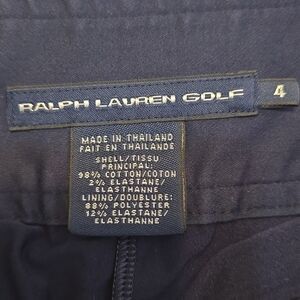 RALPH LAUREN GOLF 4
MADE IN THAILAND
FAIT EN THAILANDE
SHELL/TISSU
PRINCIPAL:
98% COTTON/COTON
2% ELASTANE/
ELASTHANNE
LINING/DOUBLURE:
88% POLYESTER
12% ELASTANE/
ELASTHANNE